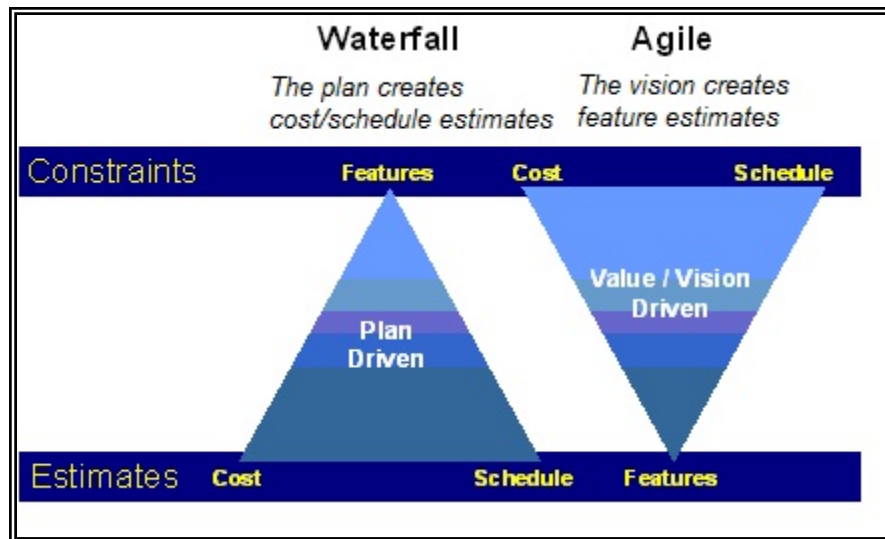 Waterfall
The plan creates
cost/schedule estimates
Agile
The vision creates
feature estimates
Constraints
Features
Cost
Schedule
Plan
Driven
Value / Vision
Driven
Estimates
Cost
Schedule
Features